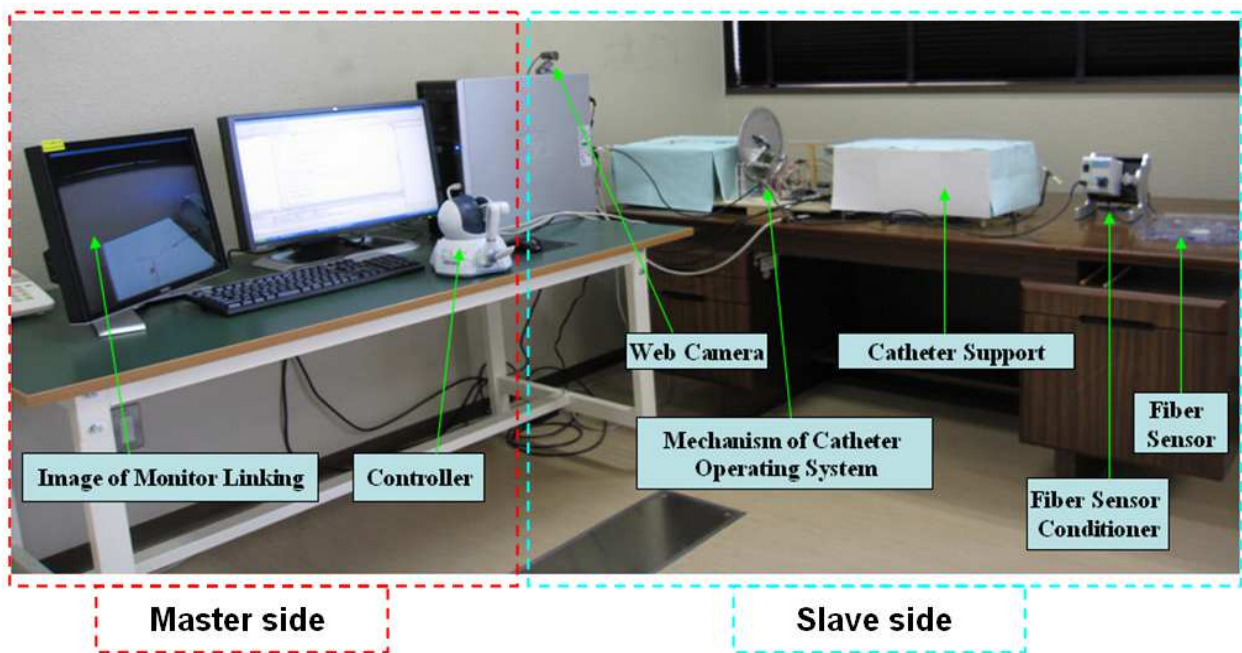 Web Camera
Catheter Support
Fiber
Sensor
Image of Monitor Linking
Controller
Mechanism of Catheter
Operating System
Fiber Sensor
Conditioner
Master side
Slave side